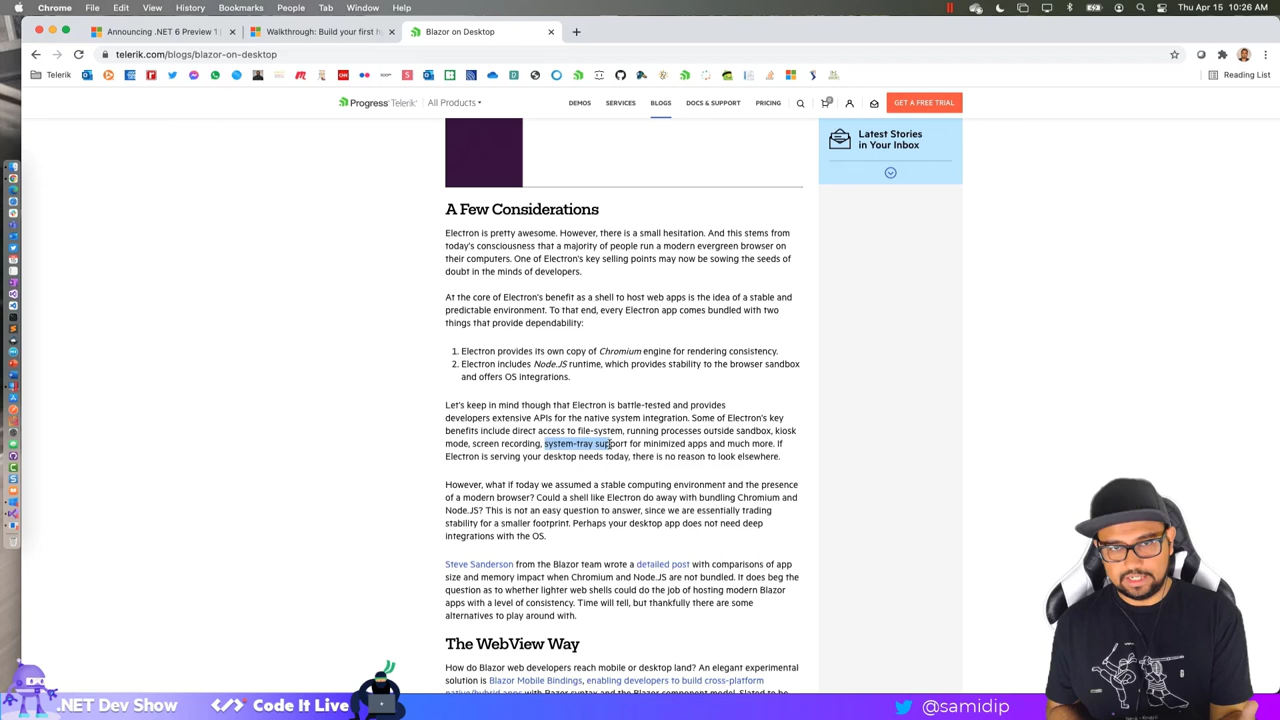 Chrome File Edit View History Bookmarks People Tab Window Help
Thu Apr 15 10:26 AM
Announcing .NET 6 Preview 1
Walkthrough: Build your first h
Blazor on Desktop
telerik.com/blogs/blazor-on-desktop
Telerik
Reading List
Progress Telerik All Products
DEMOS SERVICES BLOGS DOCS & SUPPORT PRICING
GET A FREE TRIAL
Latest Stories
in Your Inbox
A Few Considerations
Electron is pretty awesome. However, there is a small hesitation. And this stems from
today's consciousness that a majority of people run a modern evergreen browser on
their computers. One of Electron's key selling points may now be sowing the seeds of
doubt in the minds of developers.
At the core of Electron's benefit as a shell to host web apps is the idea of a stable and
predictable environment. To that end, every Electron app comes bundled with two
things that provide dependability:
1. Electron provides its own copy of Chromium engine for rendering consistency.
2. Electron includes Node.JS runtime, which provides stability to the browser sandbox
and offers OS integrations.
Let's keep in mind though that Electron is battle-tested and provides
developers extensive APIs for the native system integration. Some of Electron's key
benefits include direct access to file-system, running processes outside sandbox, kiosk
mode, screen recording, system-tray support for minimized apps and much more. If
Electron is serving your desktop needs today, there is no reason to look elsewhere.
However, what if today we assumed a stable computing environment and the presence
of a modern browser? Could a shell like Electron do away with bundling Chromium and
Node.JS? This is not an easy question to answer, since we are essentially trading
stability for a smaller footprint. Perhaps your desktop app does not need deep
integrations with the OS.
Steve Sanderson from the Blazor team wrote a detailed post with comparisons of app
size and memory impact when Chromium and Node.JS are not bundled. It does beg the
question as to whether lighter web shells could do the job of hosting modern Blazor
apps with a level of consistency. Time will tell, but thankfully there are some
alternatives to play around with.
The WebView Way
How do Blazor web developers reach mobile or desktop land? An elegant experimental
solution is Blazor Mobile Bindings, enabling developers to build cross-platform
native/hybrid apps with Razor syntax and the Blazor component model. Slated to be
.NET Dev Show
Code It Live
@samidip